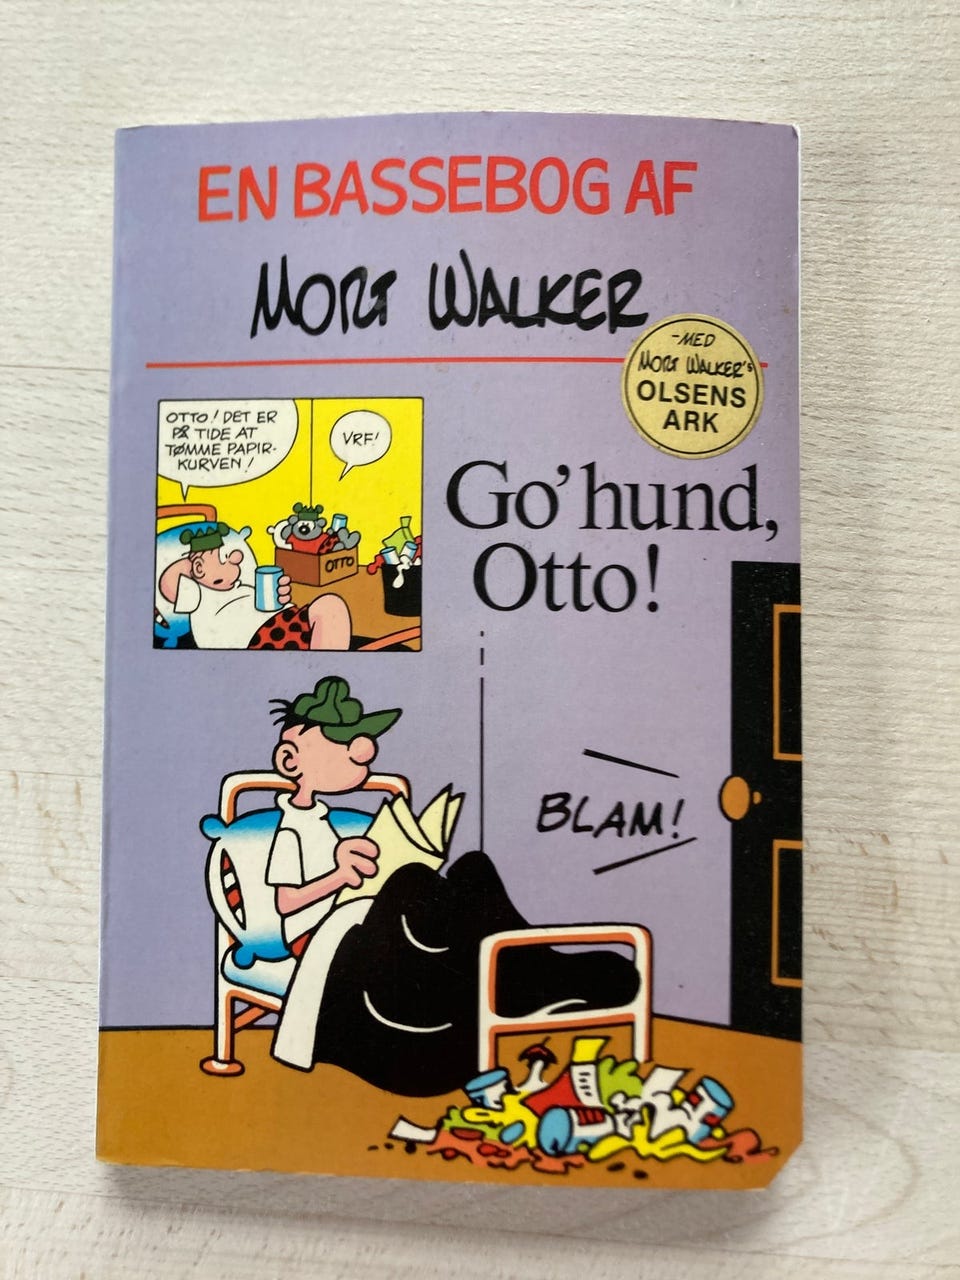 EN BASSEBOG AF
MORT WALKER
-MED
MORT WALKER'S
OLSENS
ARK
OTTO! DET ER
PÅ TIDE AT
TØMME PAPIR-
KURVEN!
VRF!
OTTO
Go' hund,
Otto!
BLAM!